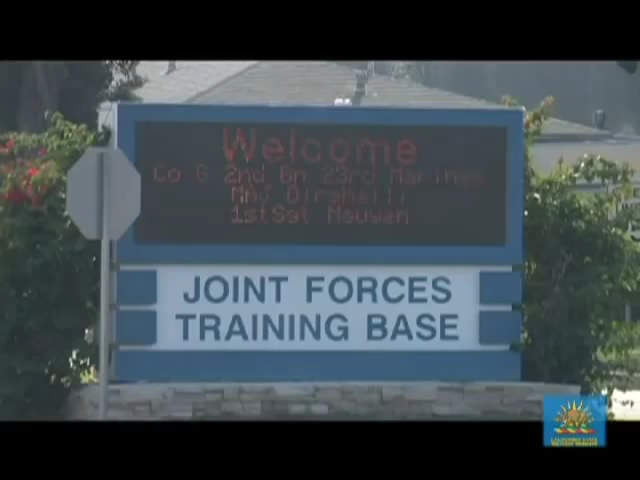 Welcome
Co G 2nd Bn 23rd Marines
1stSgt
JOINT FORCES
TRAINING BASE